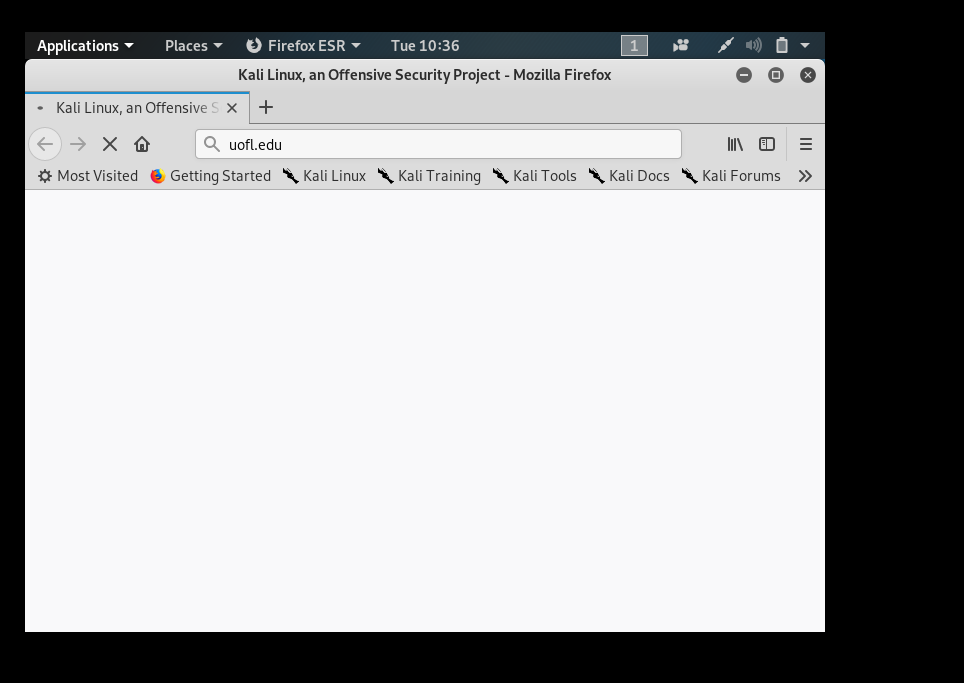 Applications Places Firefox ESR Tue 10:36 1
Kali Linux, an Offensive Security Project - Mozilla Firefox
Kali Linux, an Offensive S
uofl.edu
Most Visited Getting Started Kali Linux Kali Training Kali Tools Kali Docs Kali Forums